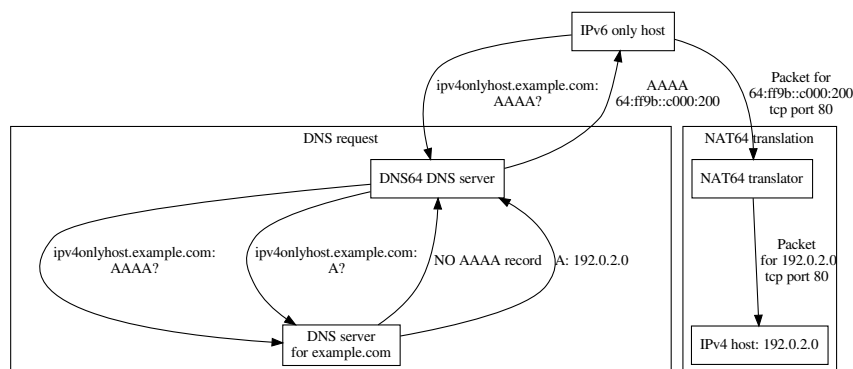 IPv6 only host
ipv4onlyhost.example.com:
AAAA?
AAAA
64:ff9b::c000:200
Packet for
64:ff9b::c000:200
tcp port 80
DNS request
NAT64 translation
DNS64 DNS server
NAT64 translator
ipv4onlyhost.example.com:
AAAA?
ipv4onlyhost.example.com:
A?
NO AAAA record
A: 192.0.2.0
Packet
for 192.0.2.0
tcp port 80
DNS server
for example.com
IPv4 host: 192.0.2.0